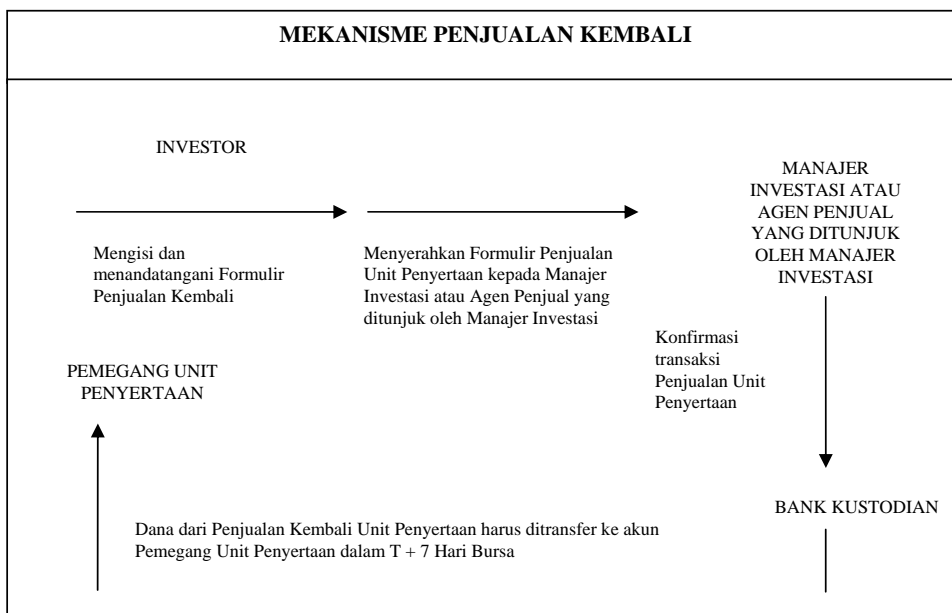 MEKANISME PENJUALAN KEMBALI
INVESTOR
MANAJER
INVESTASI ATAU
AGEN PENJUAL
YANG DITUNJUK
OLEH MANAJER
INVESTASI
Mengisi dan
menandatangani Formulir
Penjualan Kembali
Menyerahkan Formulir Penjualan
Unit Penyertaan kepada Manajer
Investasi atau Agen Penjual yang
ditunjuk oleh Manajer Investasi
Konfirmasi
transaksi
Penjualan Unit
Penyertaan
PEMEGANG UNIT
PENYERTAAN
BANK KUSTODIAN
Dana dari Penjualan Kembali Unit Penyertaan harus ditransfer ke akun
Pemegang Unit Penyertaan dalam T + 7 Hari Bursa